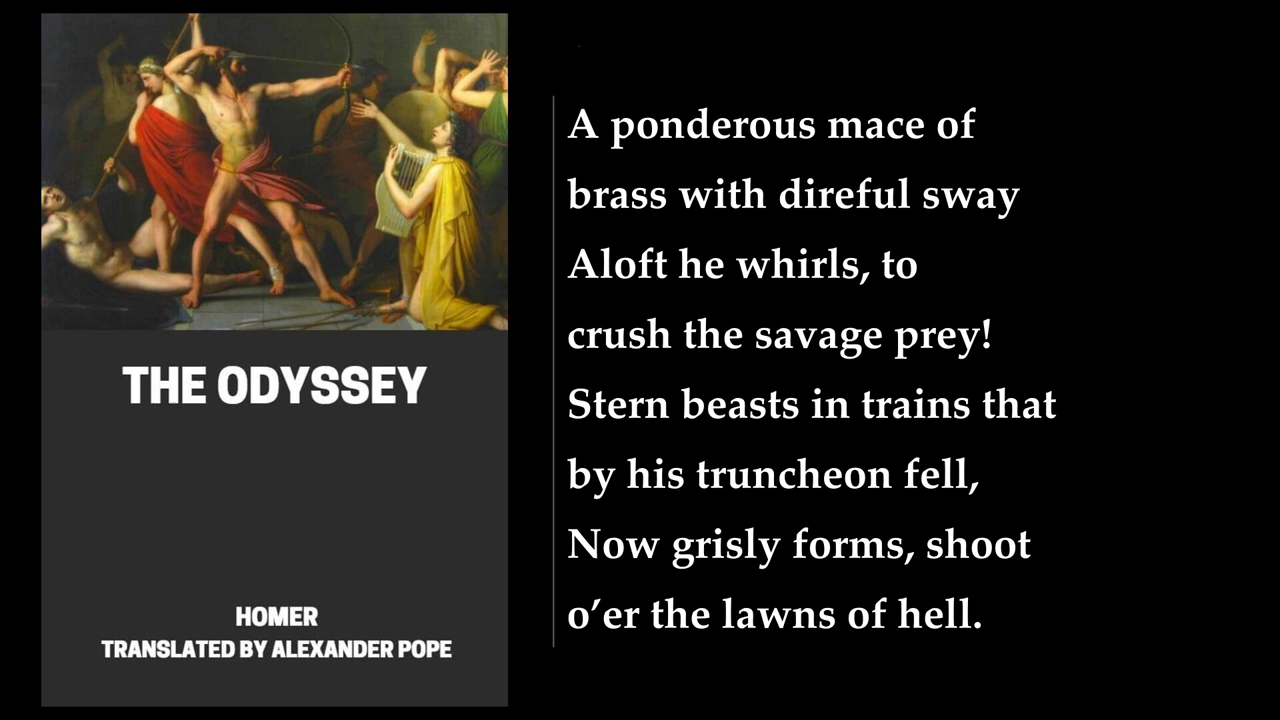 THE ODYSSEY
HOMER
TRANSLATED BY ALEXANDER POPE
A ponderous mace of
brass with direful sway
Aloft he whirls, to
crush the savage prey!
Stern beasts in trains that
by his truncheon fell,
Now grisly forms, shoot
o’er the lawns of hell.